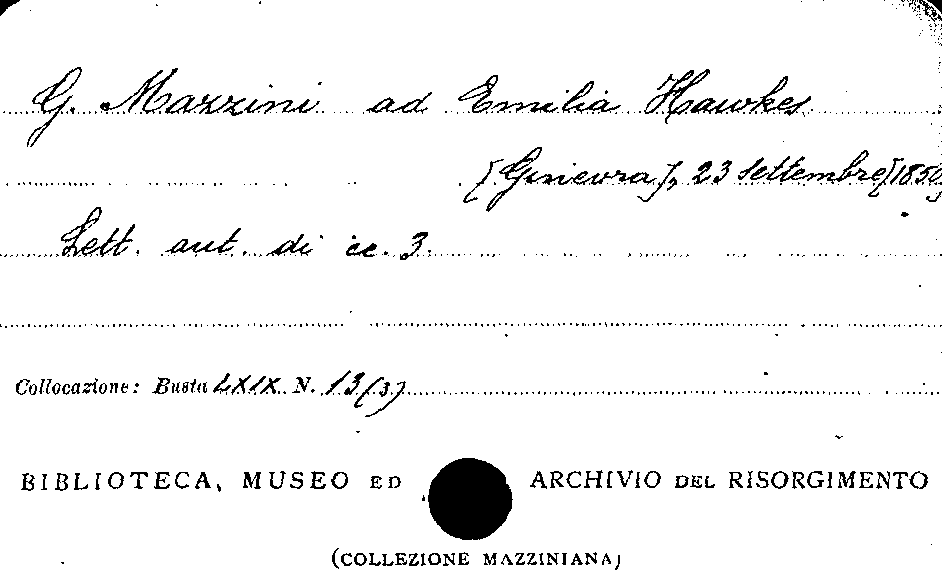 G. Mazzini ad Emilia Hawkes
[Ginevra], 23 settembre [1850]
Lett. aut. di cc. 3.
Collocazione: Busta LXIX N. 13(3)
BIBLIOTECA, MUSEO ED ARCHIVIO DEL RISORGIMENTO
(COLLEZIONE MAZZINIANA)